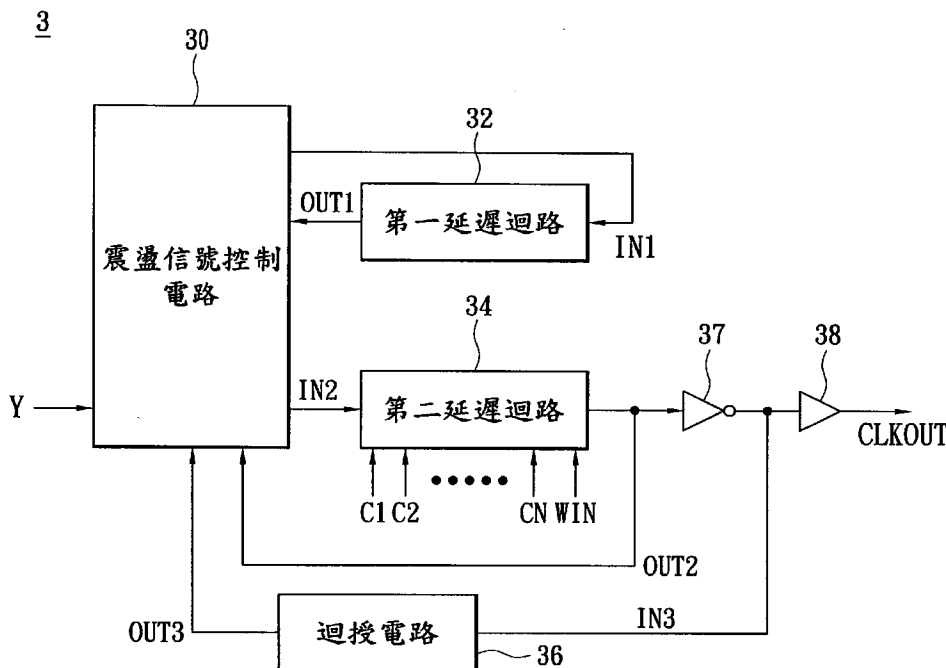 3
30
32
OUT1
第一延遲迴路
IN1
震盪信號控制
電路
34
37
38
IN2
第二延遲迴路
Y
CLKOUT
C1 C2 ····· CN WIN
OUT2
OUT3
迴授電路
IN3
36